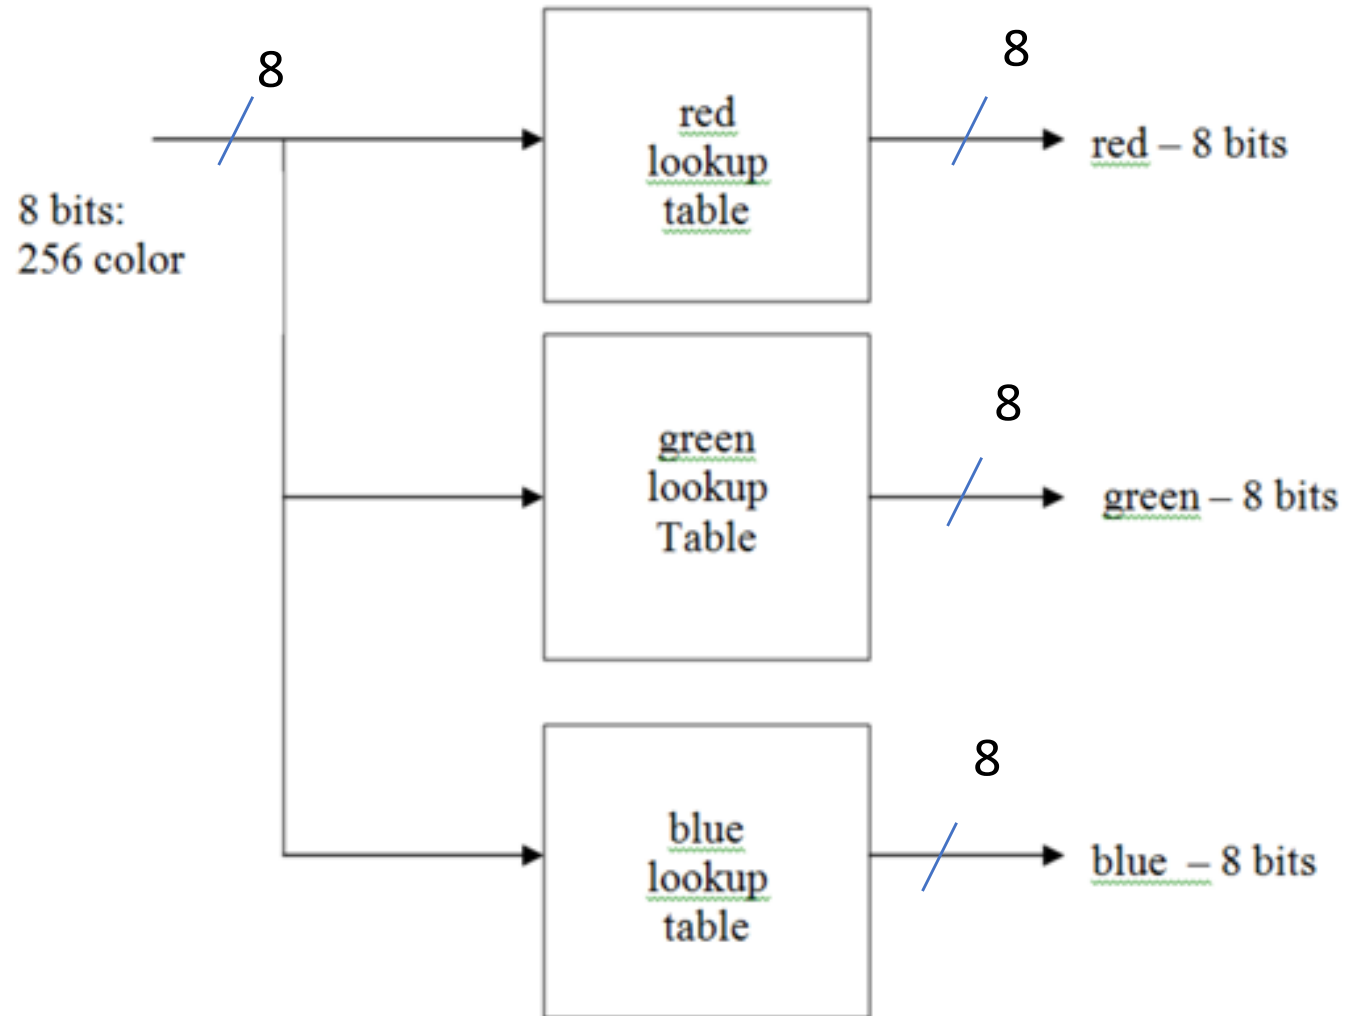 8
8
red
lookup
table
red – 8 bits
8 bits:
256 color
8
green
lookup
Table
green – 8 bits
8
blue
lookup
table
blue – 8 bits